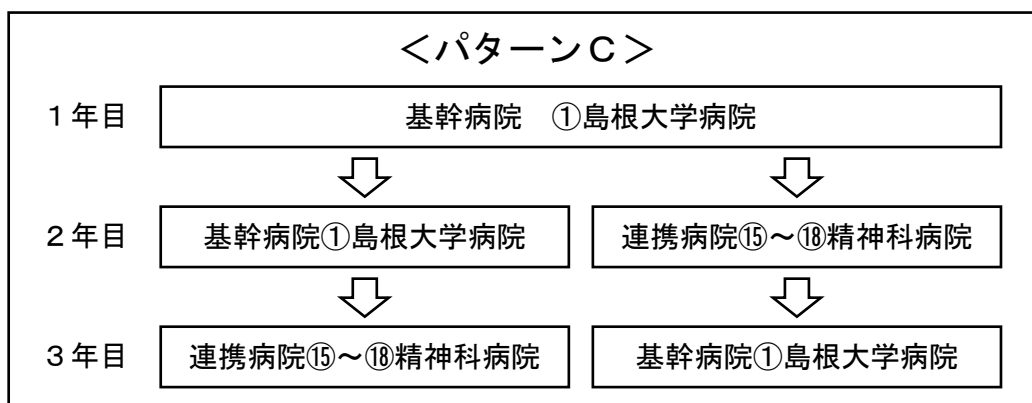 ＜パターンＣ＞
１年目 基幹病院　①島根大学病院
２年目 基幹病院①島根大学病院 連携病院⑮～⑱精神科病院
３年目 連携病院⑮～⑱精神科病院 基幹病院①島根大学病院